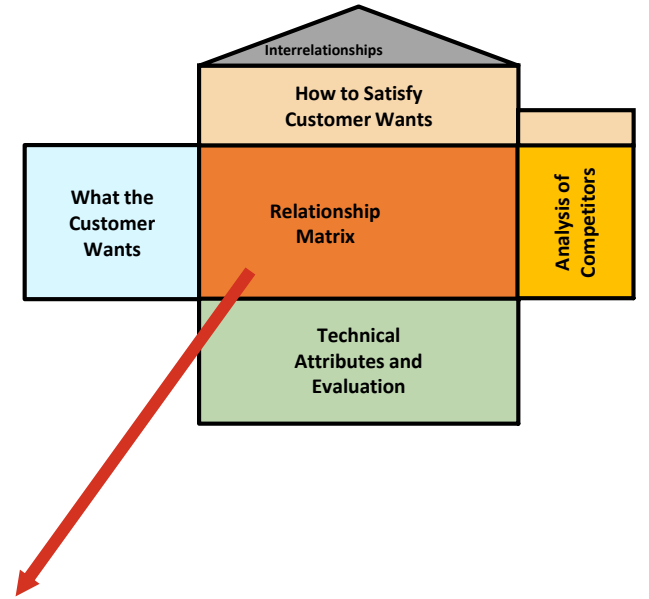 Interrelationships
How to Satisfy
Customer Wants
What the
Customer
Wants
Relationship
Matrix
Analysis of
Competitors
Technical
Attributes and
Evaluation